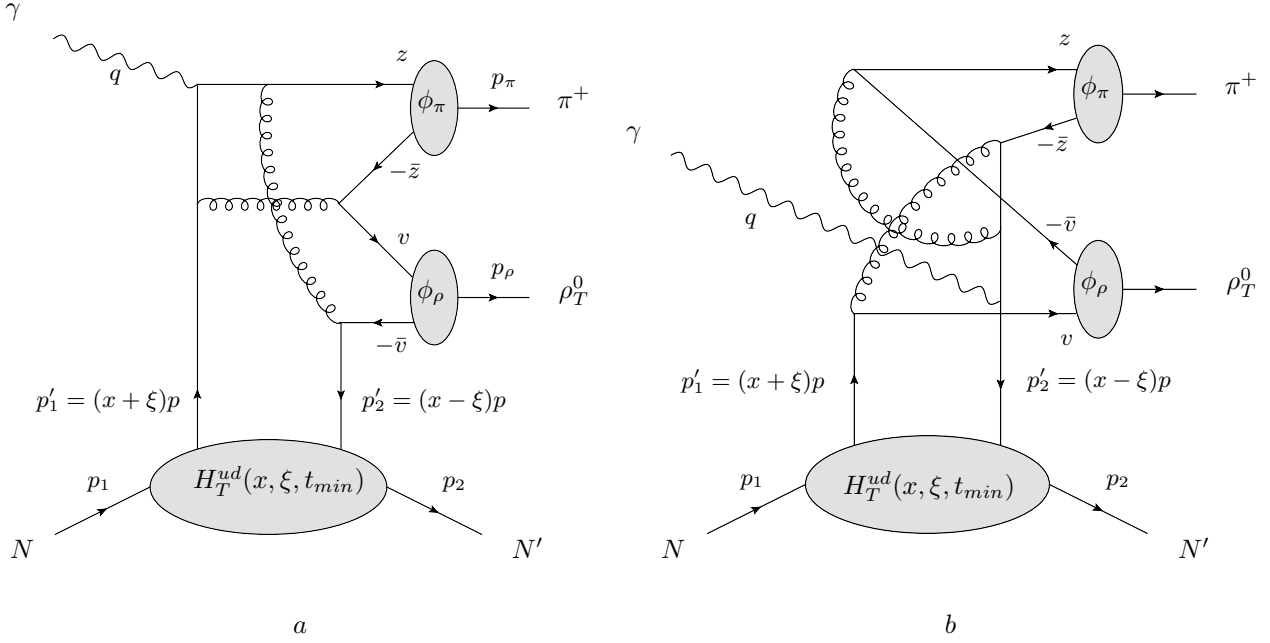 γ
q
z
ϕ_π
p_π
π⁺
−z̄
v
ϕ_ρ
p_ρ
ρ_T^0
−v̄
p′_1 = (x + ξ)p
p′_2 = (x − ξ)p
H_T^{ud}(x, ξ, t_{min})
p_1
p_2
N
N′
a
z
ϕ_π
π⁺
γ
−z̄
q
−v̄
ϕ_ρ
ρ_T^0
v
p′_1 = (x + ξ)p
p′_2 = (x − ξ)p
H_T^{ud}(x, ξ, t_{min})
p_1
p_2
N
N′
b